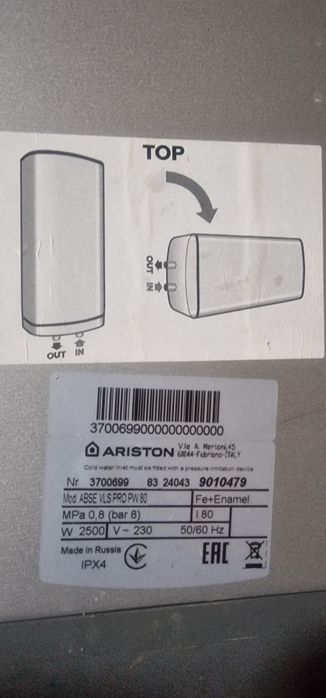 TOP
OUT
IN
OUT
IN
3700699000000000000
ARISTON V.le A. Merloni,45
60044-Fabriano-ITALY
Cold water inlet must be fitted with a pressure limitation device
Nr 3700699 83 24043 9010479
Mod. ABSE VLS PRO PW 80 Fe+Enamel
MPa 0,8 (bar 8) l 80
W 2500 V ~ 230 50/60 Hz
Made in Russia
IPX4
EAC